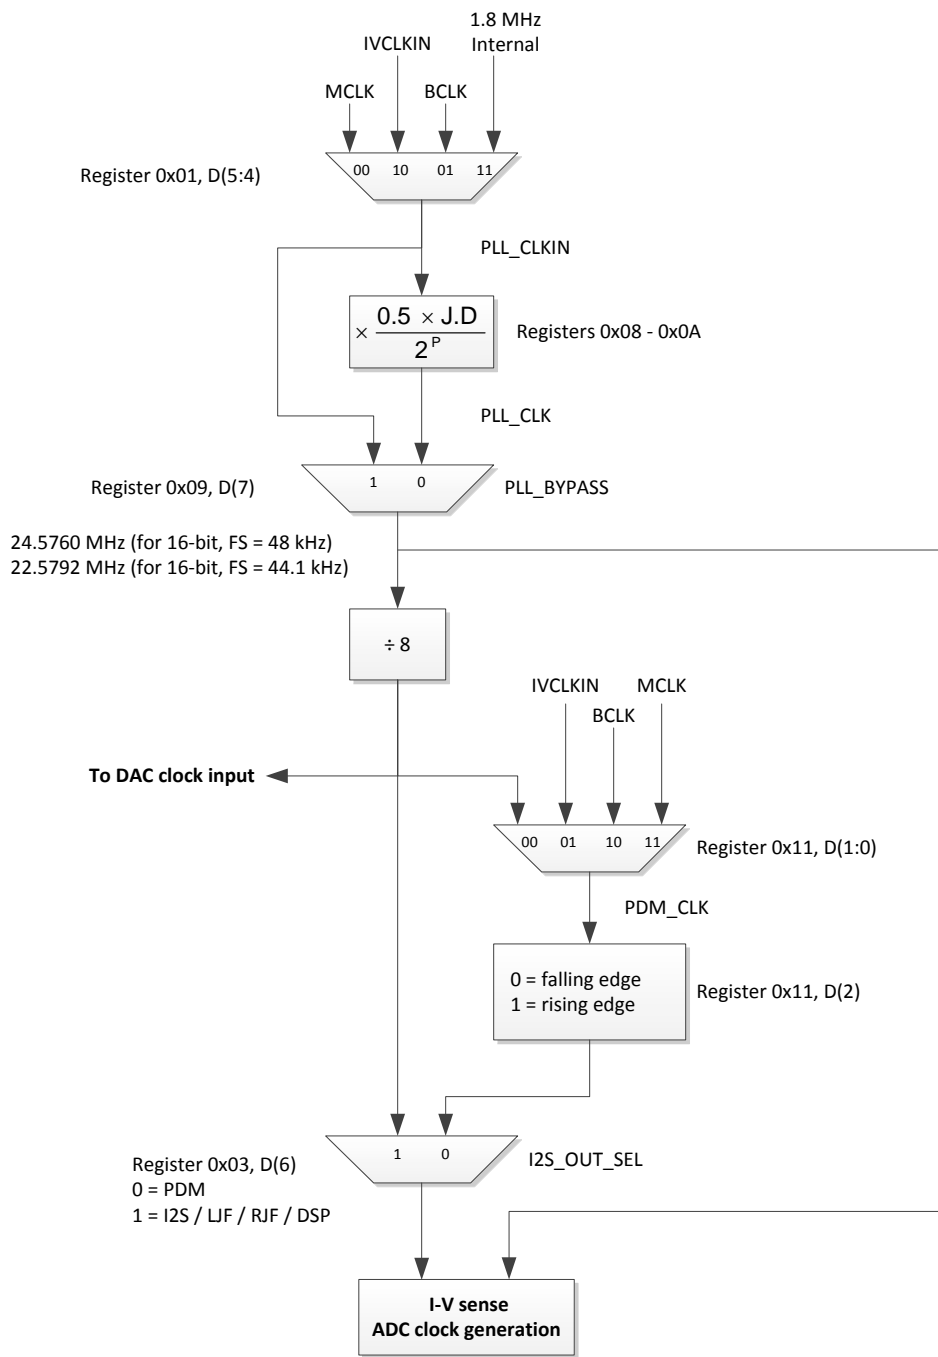 1.8 MHz
Internal
IVCLKIN
MCLK
BCLK
00 10 01 11
Register 0x01, D(5:4)
PLL_CLKIN
× 0.5 × J.D
2^P
Registers 0x08 - 0x0A
PLL_CLK
1 0
Register 0x09, D(7)
PLL_BYPASS
24.5760 MHz (for 16-bit, FS = 48 kHz)
22.5792 MHz (for 16-bit, FS = 44.1 kHz)
÷ 8
IVCLKIN
MCLK
BCLK
To DAC clock input
00 01 10 11
Register 0x11, D(1:0)
PDM_CLK
0 = falling edge
1 = rising edge
Register 0x11, D(2)
1 0
I2S_OUT_SEL
Register 0x03, D(6)
0 = PDM
1 = I2S / LJF / RJF / DSP
I-V sense
ADC clock generation